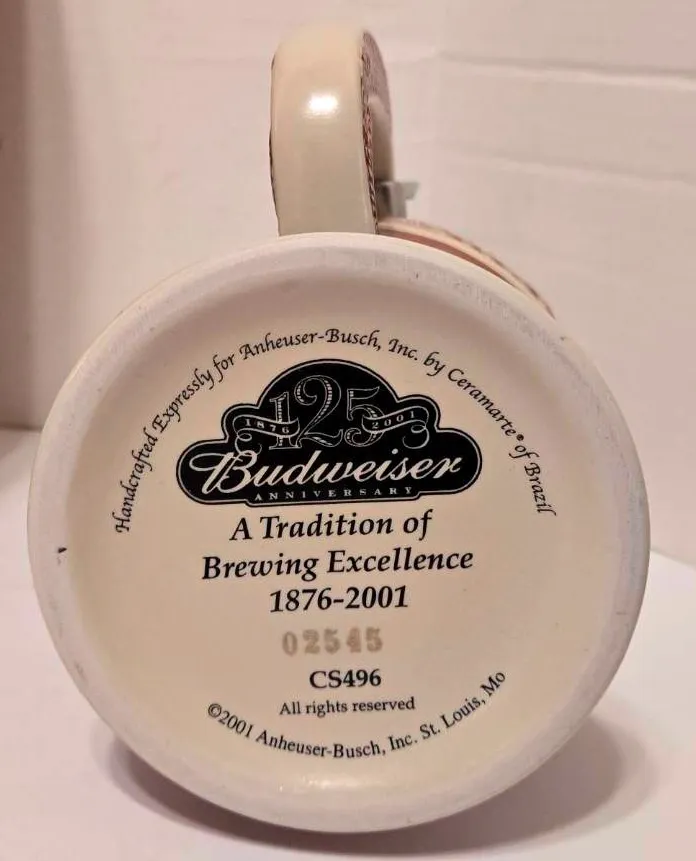 Handcrafted Expressly for Anheuser-Busch, Inc. by Ceramarte® of Brazil
125
1876 2001
Budweiser
ANNIVERSARY
A Tradition of
Brewing Excellence
1876-2001
02545
CS496
All rights reserved
©2001 Anheuser-Busch, Inc. St. Louis, Mo